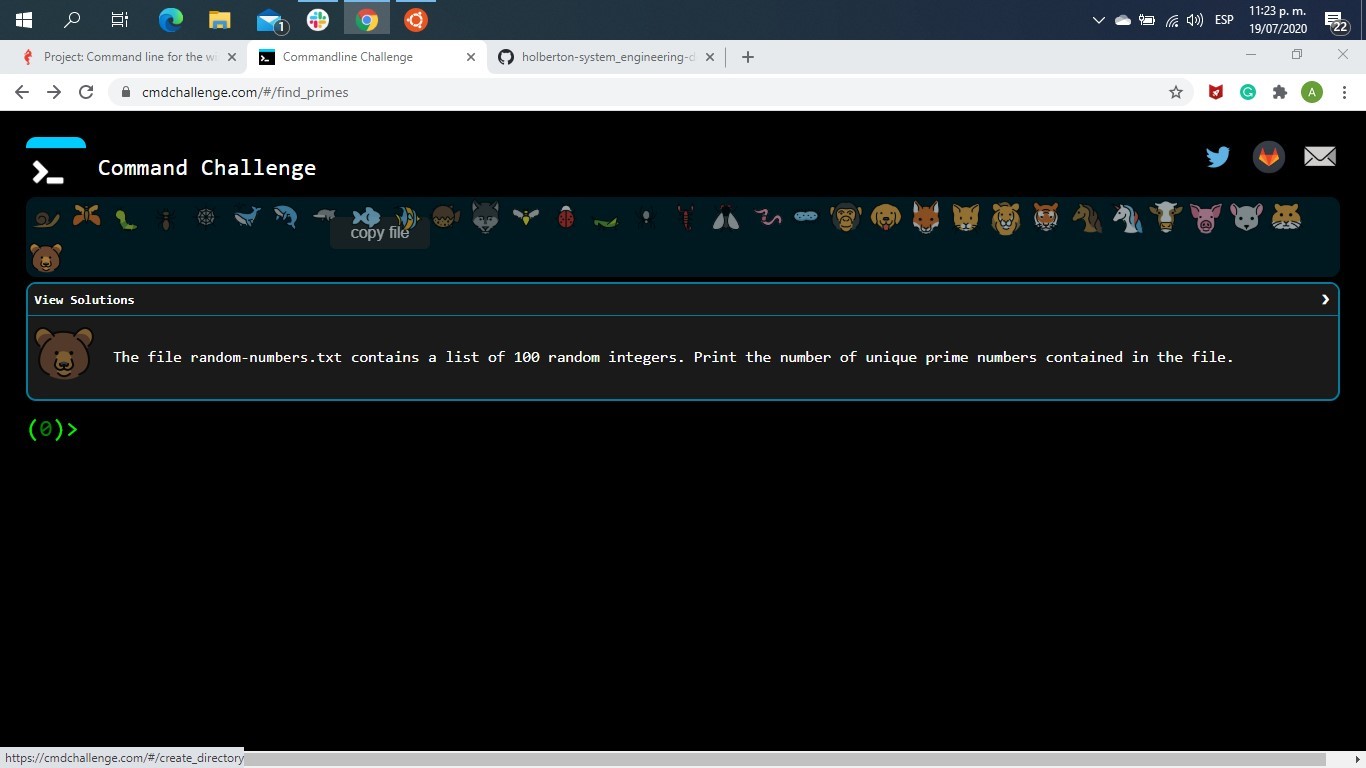 1
ESP
11:23 p. m.
19/07/2020
22
Project: Command line for the w
Commandline Challenge
holberton-system_engineering-d
cmdchallenge.com/#/find_primes
A
Command Challenge
copy file
View Solutions
The file random-numbers.txt contains a list of 100 random integers. Print the number of unique prime numbers contained in the file.
(0)>
https://cmdchallenge.com/#/create_directory